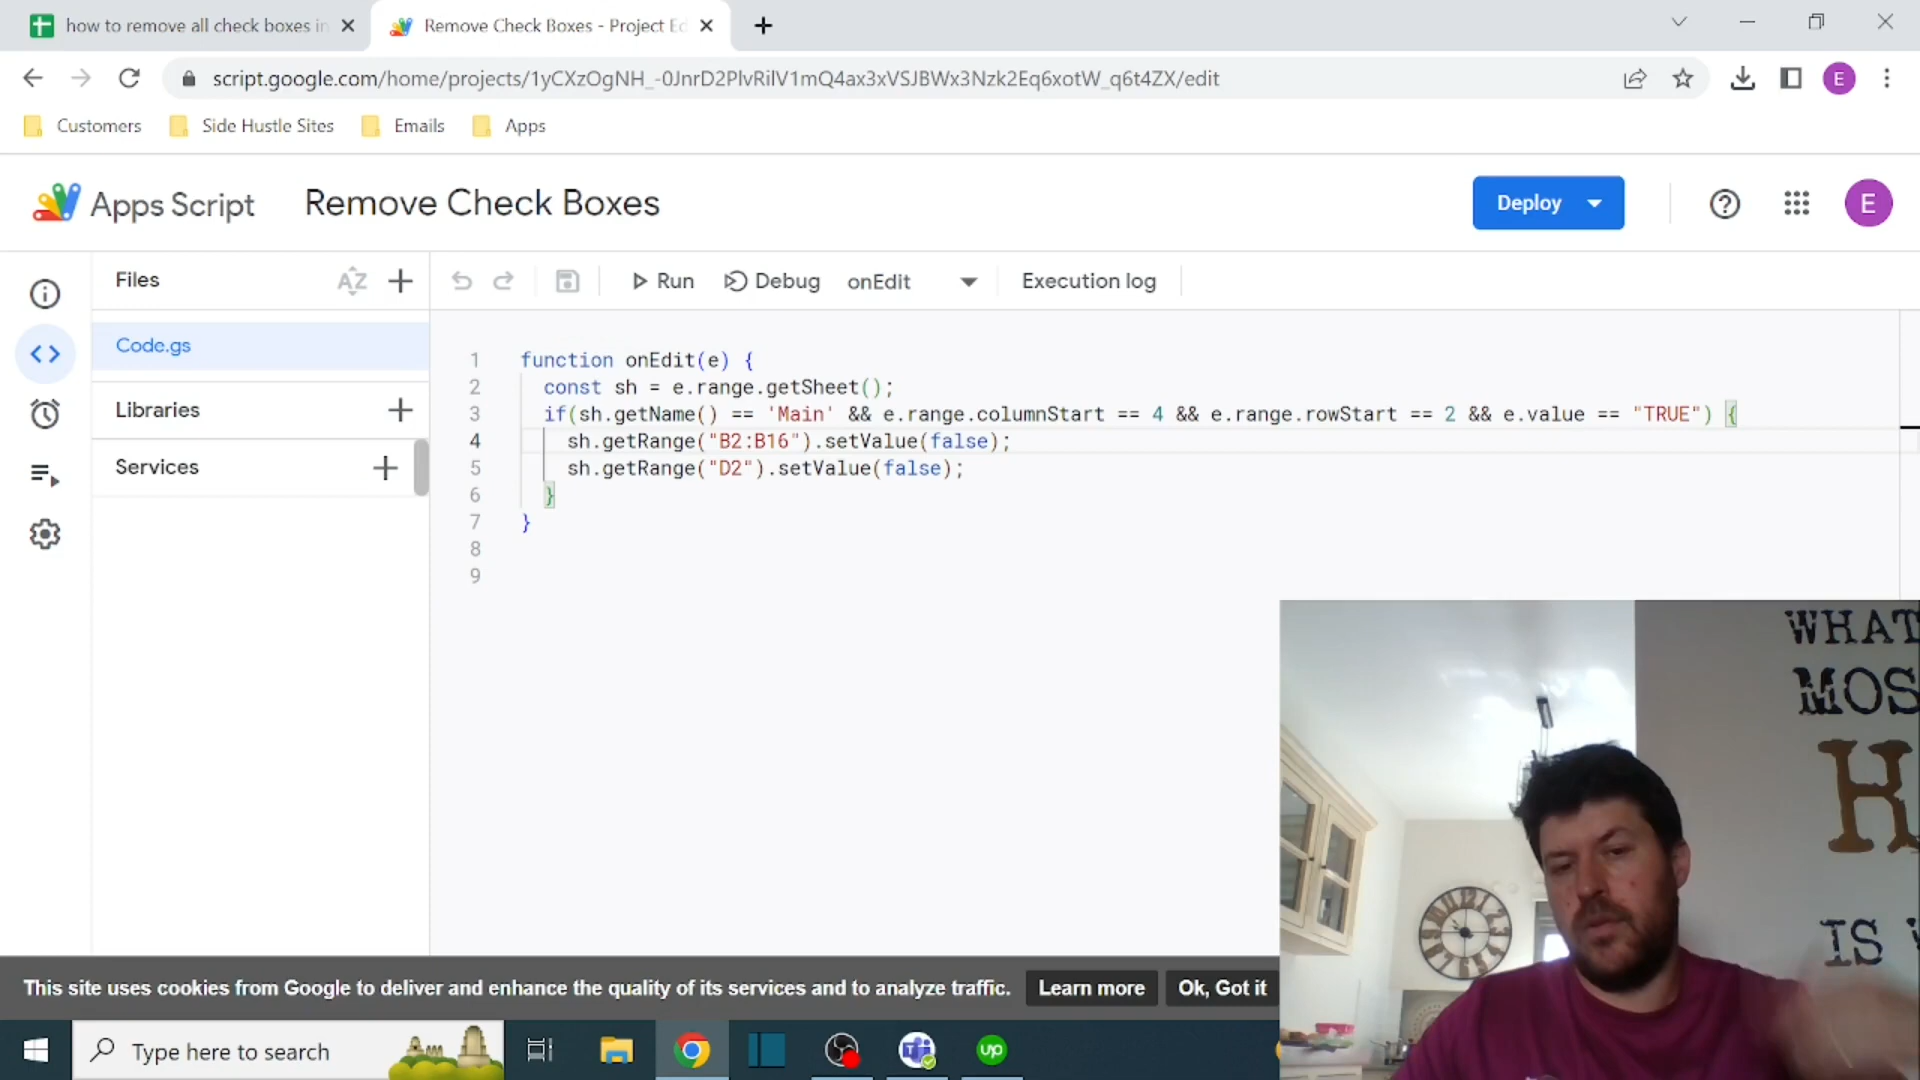 how to remove all check boxes in
Remove Check Boxes - Project Ed
script.google.com/home/projects/1yCXzOgNH_-0JnrD2PlvRilV1mQ4ax3xVSJBWx3Nzk2Eq6xotW_q6t4ZX/edit
E
Customers
Side Hustle Sites
Emails
Apps
Apps Script
Remove Check Boxes
Deploy
E
Files
AZ
Run
Debug
onEdit
Execution log
Code.gs
Libraries
Services
1 function onEdit(e) {
2 const sh = e.range.getSheet();
3 if(sh.getName() == 'Main' && e.range.columnStart == 4 && e.range.rowStart == 2 && e.value == "TRUE") {
4 sh.getRange("B2:B16").setValue(false);
5 sh.getRange("D2").setValue(false);
6 }
7 }
8
9
WHAT
MOS
H
IS
This site uses cookies from Google to deliver and enhance the quality of its services and to analyze traffic.
Learn more
Ok, Got it
Type here to search
up